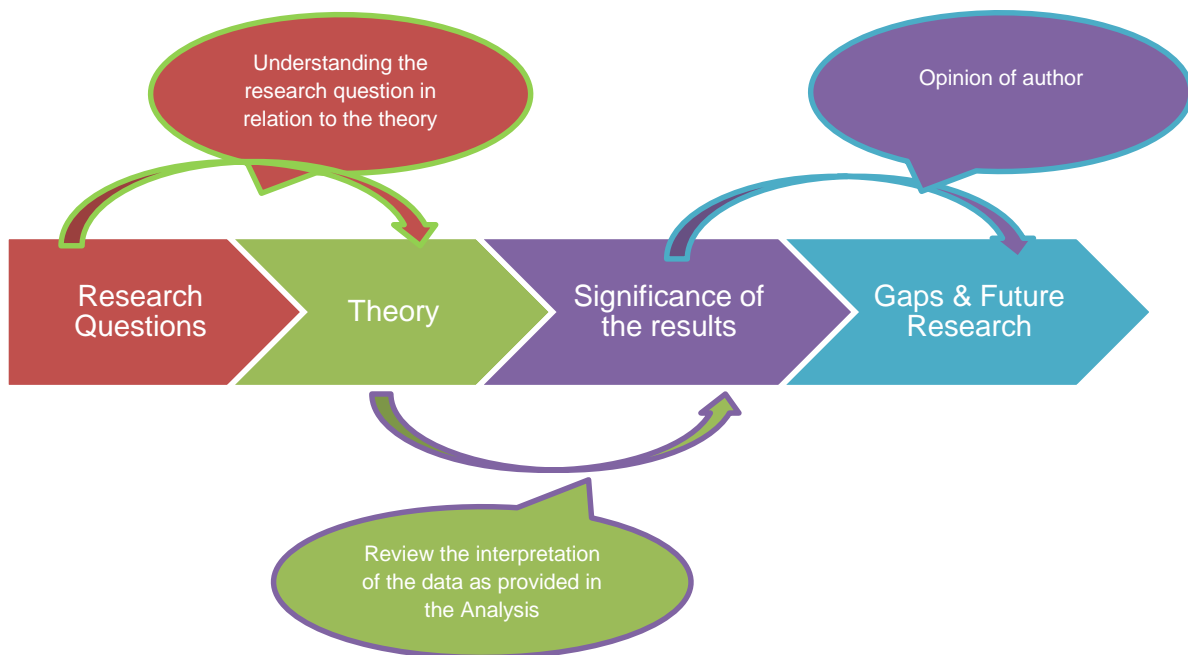 Understanding the
research question in
relation to the theory
Opinion of author
Research
Questions
Theory
Significance of
the results
Gaps & Future
Research
Review the interpretation
of the data as provided in
the Analysis